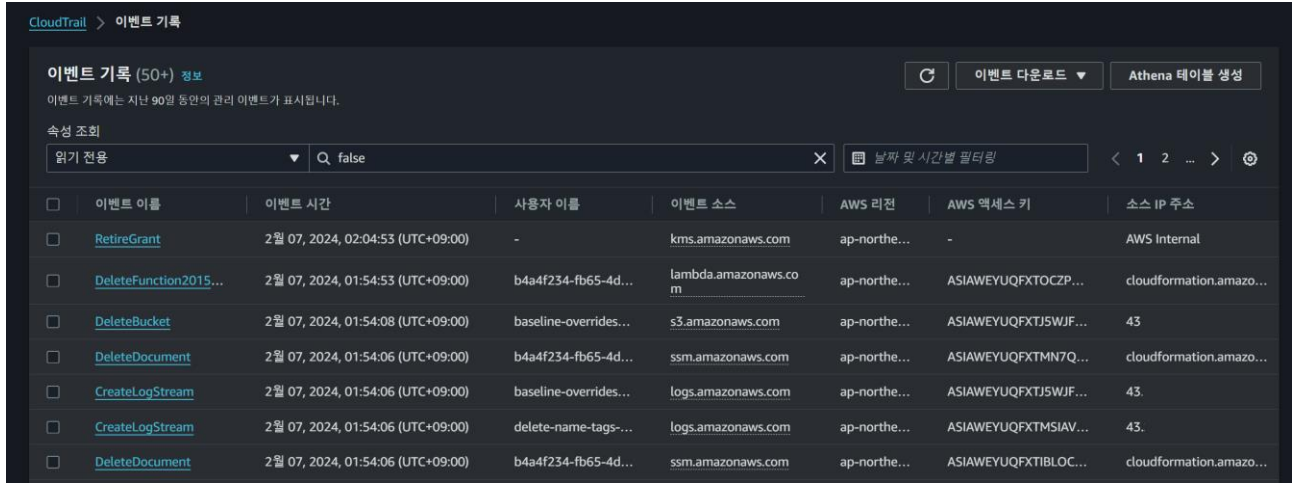 CloudTrail > 이벤트 기록
이벤트 기록 (50+) 정보
이벤트 다운로드 ▼
Athena 테이블 생성
이벤트 기록에는 지난 90일 동안의 관리 이벤트가 표시됩니다.
속성 조회
읽기 전용 ▼ false 날짜 및 시간별 필터링 < 1 2 ... >
이벤트 이름 이벤트 시간 사용자 이름 이벤트 소스 AWS 리전 AWS 액세스 키 소스 IP 주소
RetireGrant 2월 07, 2024, 02:04:53 (UTC+09:00) - kms.amazonaws.com ap-northe... - AWS Internal
DeleteFunction2015... 2월 07, 2024, 01:54:53 (UTC+09:00) b4a4f234-fb65-4d... lambda.amazonaws.co
m ap-northe... ASIAWEYUQFXTOCZP... cloudformation.amazo...
DeleteBucket 2월 07, 2024, 01:54:08 (UTC+09:00) baseline-overrides... s3.amazonaws.com ap-northe... ASIAWEYUQFXTJ5WJF... 43
DeleteDocument 2월 07, 2024, 01:54:06 (UTC+09:00) b4a4f234-fb65-4d... ssm.amazonaws.com ap-northe... ASIAWEYUQFXTMN7Q... cloudformation.amazo...
CreateLogStream 2월 07, 2024, 01:54:06 (UTC+09:00) baseline-overrides... logs.amazonaws.com ap-northe... ASIAWEYUQFXTJ5WJF... 43.
CreateLogStream 2월 07, 2024, 01:54:06 (UTC+09:00) delete-name-tags-... logs.amazonaws.com ap-northe... ASIAWEYUQFXTMSIAV... 43.
DeleteDocument 2월 07, 2024, 01:54:06 (UTC+09:00) b4a4f234-fb65-4d... ssm.amazonaws.com ap-northe... ASIAWEYUQFXTIBLOC... cloudformation.amazo...